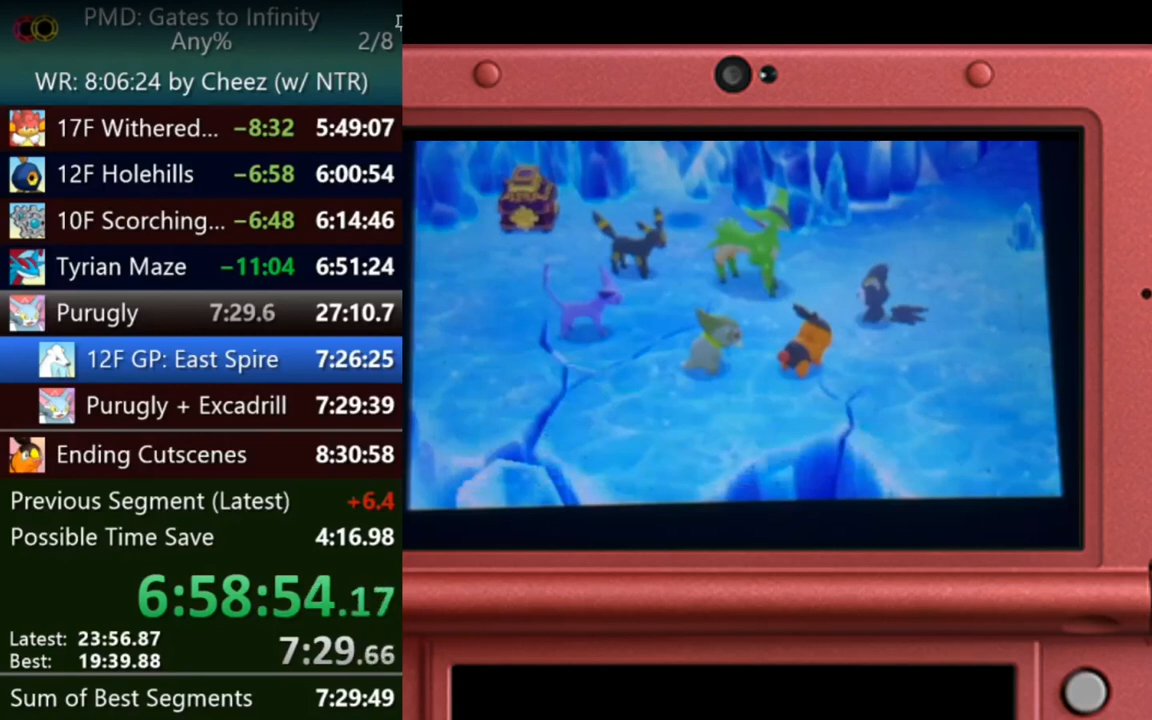 PMD: Gates to Infinity
Any% 2/8
WR: 8:06:24 by Cheez (w/ NTR)
17F Withered... −8:32 5:49:07
12F Holehills −6:58 6:00:54
10F Scorching... −6:48 6:14:46
Tyrian Maze −11:04 6:51:24
Purugly 7:29.6 27:10.7
12F GP: East Spire 7:26:25
Purugly + Excadrill 7:29:39
Ending Cutscenes 8:30:58
Previous Segment (Latest) +6.4
Possible Time Save 4:16.98
6:58:54.17
Latest: 23:56.87
Best: 19:39.88
7:29.66
Sum of Best Segments 7:29:49